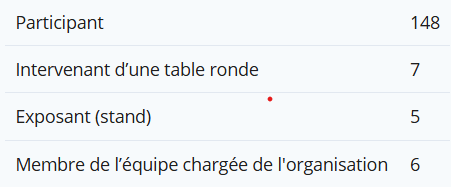 Participant 148
Intervenant d’une table ronde 7
Exposant (stand) 5
Membre de l’équipe chargée de l'organisation 6